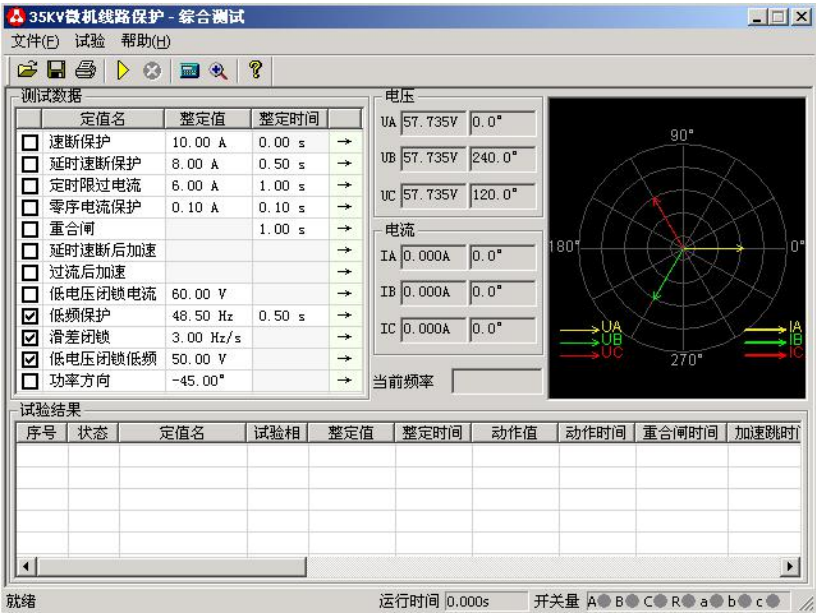 35KV微机线路保护 - 综合测试
文件(F) 试验 帮助(H)
测试数据
定值名 整定值 整定时间
速断保护 10.00 A 0.00 s →
延时速断保护 8.00 A 0.50 s →
定时限过电流 6.00 A 1.00 s →
零序电流保护 0.10 A 0.10 s →
重合闸 1.00 s →
延时速断后加速 →
过流后加速 →
低电压闭锁电流 60.00 V →
低频保护 48.50 Hz 0.50 s →
滑差闭锁 3.00 Hz/s →
低电压闭锁低频 50.00 V →
功率方向 -45.00° →
电压
UA 57.735V 0.0°
UB 57.735V 240.0°
UC 57.735V 120.0°
电流
IA 0.000A 0.0°
IB 0.000A 0.0°
IC 0.000A 0.0°
当前频率
90°
180° 0°
270°
UA IA
UB IB
UC IC
试验结果
序号 状态 定值名 试验相 整定值 整定时间 动作值 动作时间 重合闸时间 加速跳时
就绪 运行时间 0.000s 开关量 A B C R a b c